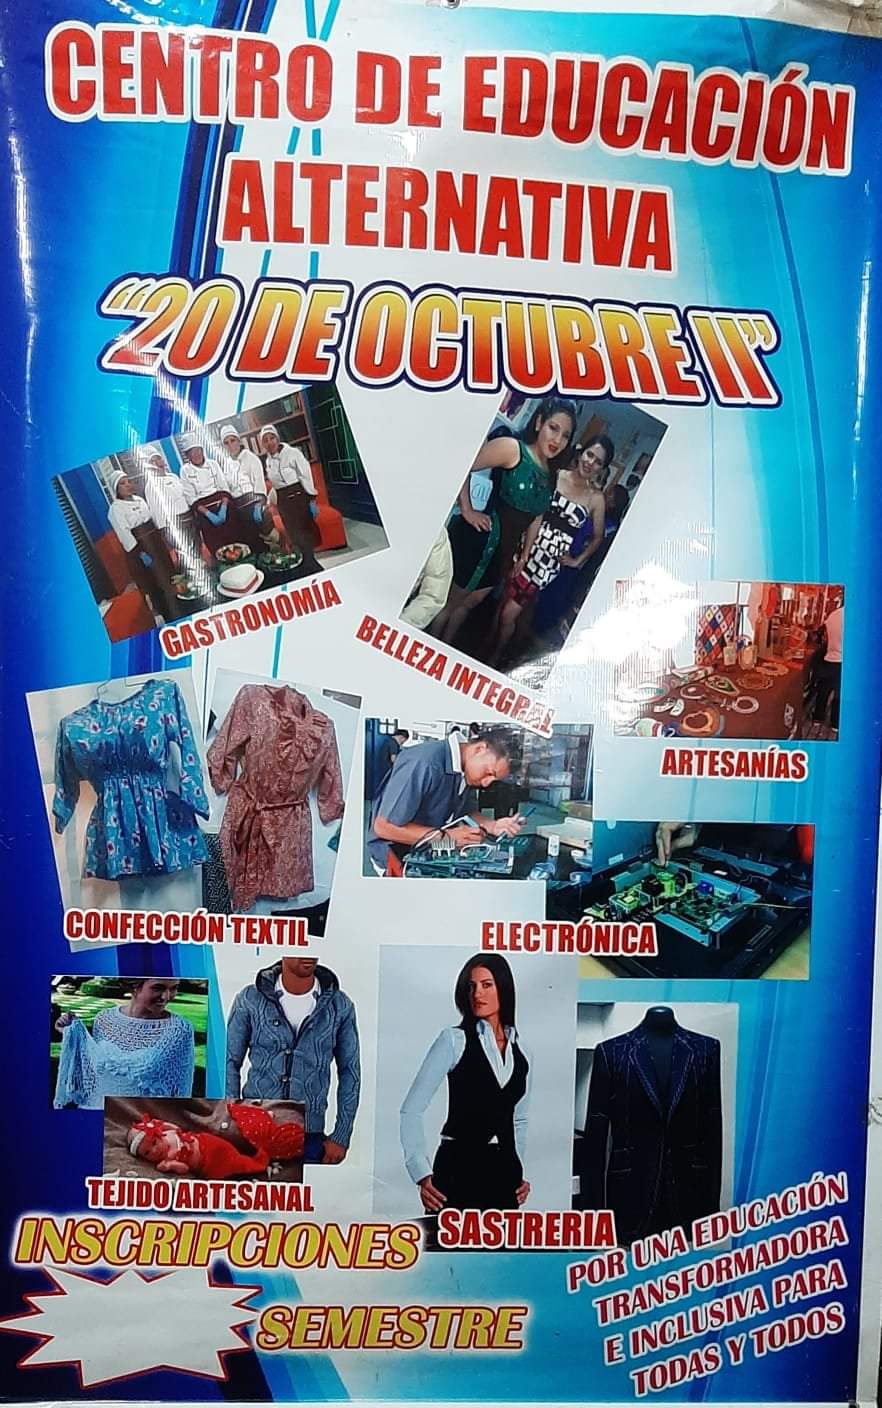 CENTRO DE EDUCACIÓN
ALTERNATIVA
"20 DE OCTUBRE II"
GASTRONOMÍA
BELLEZA INTEGRAL
ARTESANÍAS
CONFECCIÓN TEXTIL
ELECTRÓNICA
TEJIDO ARTESANAL
SASTRERIA
INSCRIPCIONES
SEMESTRE
POR UNA EDUCACIÓN
TRANSFORMADORA
E INCLUSIVA PARA
TODAS Y TODOS